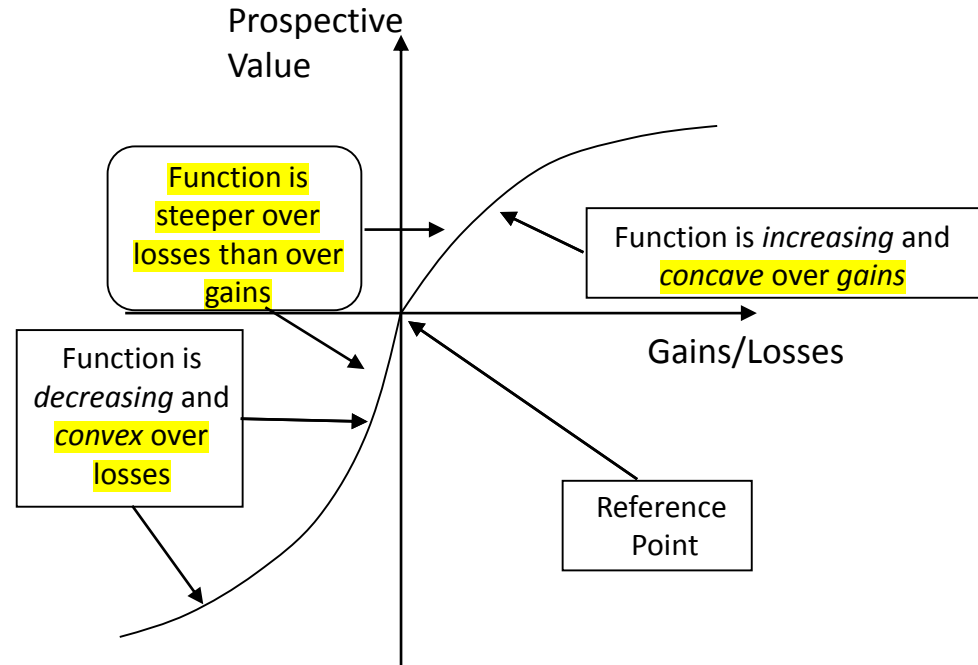 Prospective
Value
Function is
steeper over
losses than over
gains
Function is increasing and
concave over gains
Gains/Losses
Function is
decreasing and
convex over
losses
Reference
Point